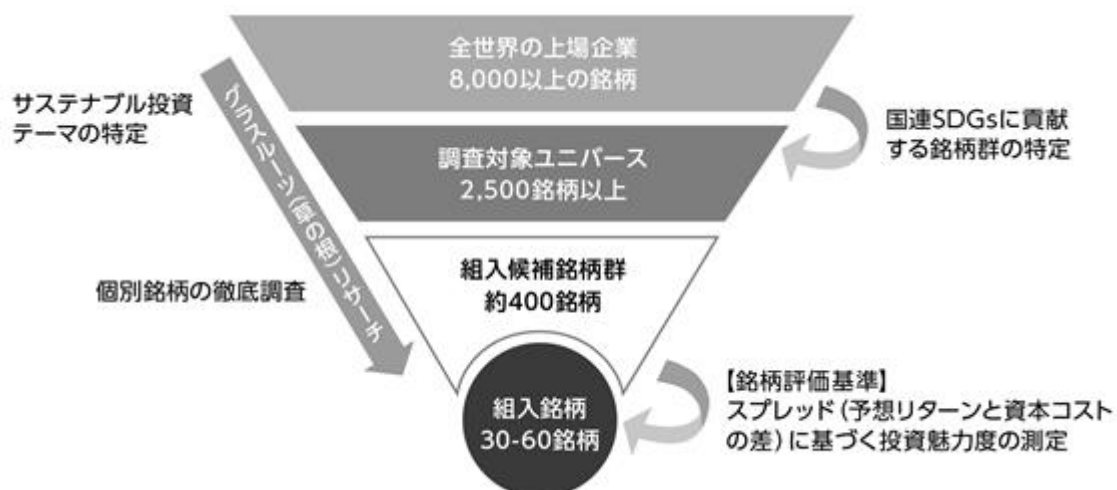 全世界の上場企業
8,000以上の銘柄
サステナブル投資
テーマの特定
グラスルーツ(草の根)リサーチ
国連SDGsに貢献
する銘柄群の特定
調査対象ユニバース
2,500銘柄以上
組入候補銘柄群
約400銘柄
個別銘柄の徹底調査
【銘柄評価基準】
スプレッド(予想リターンと資本コスト
の差)に基づく投資魅力度の測定
組入銘柄
30-60銘柄